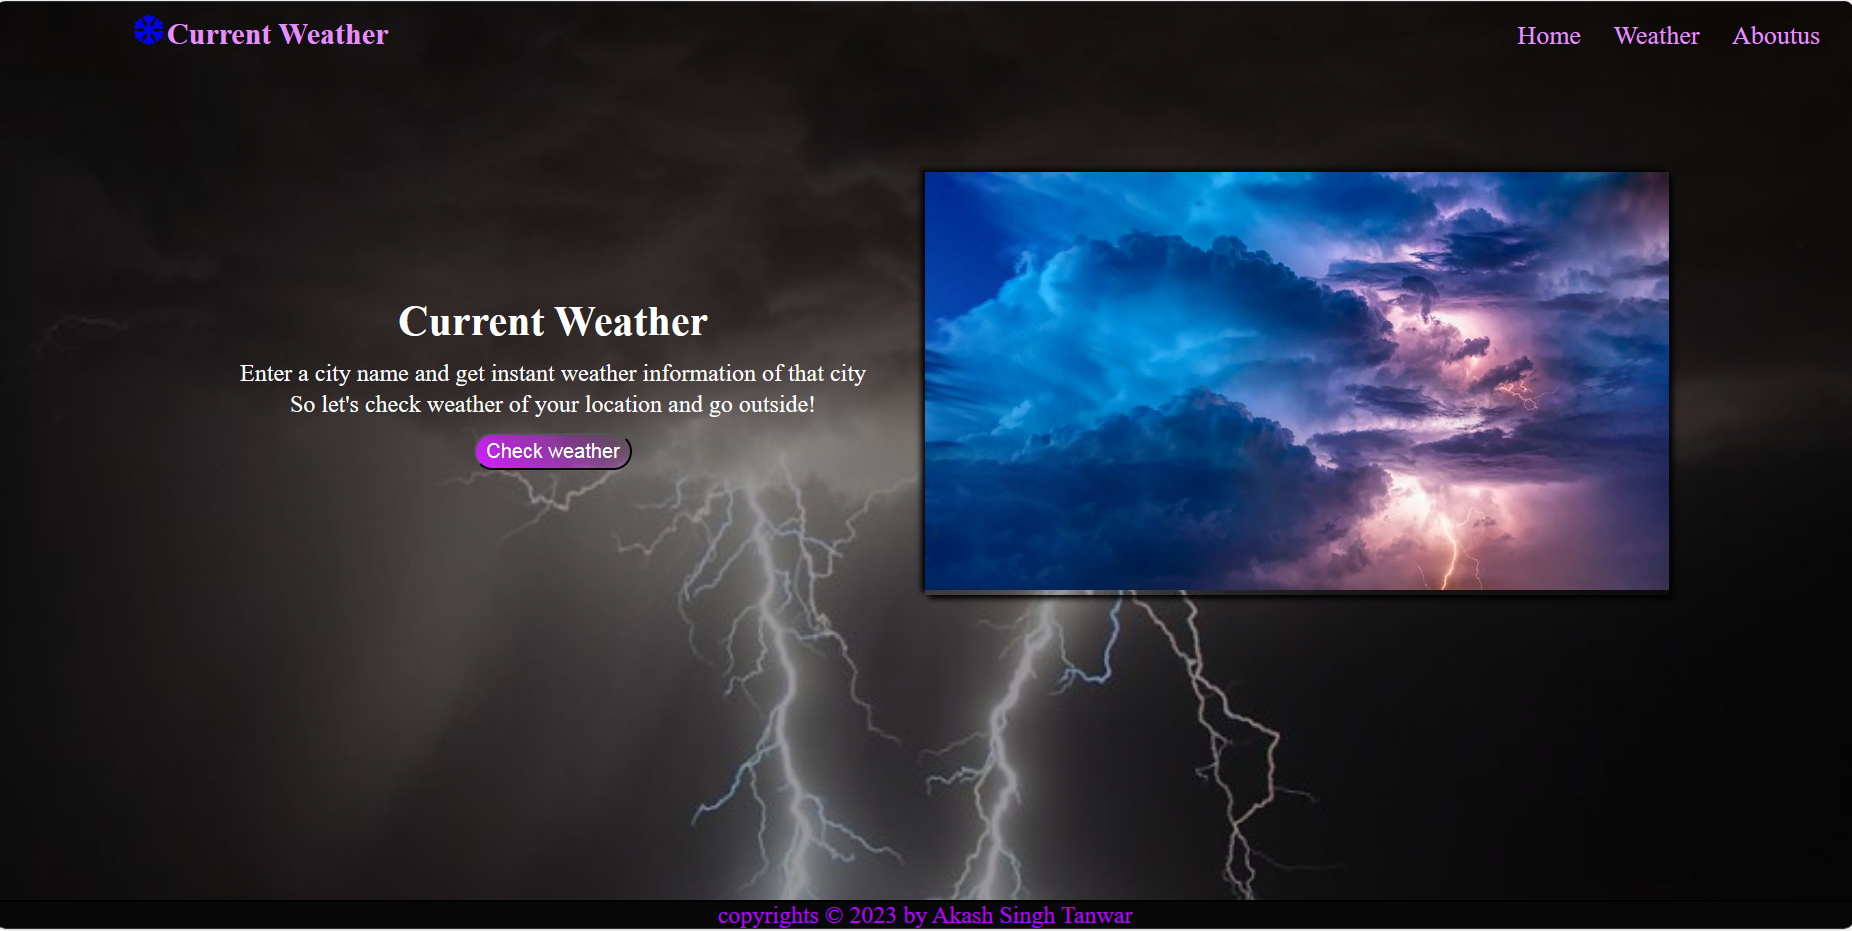 Current Weather
Home Weather Aboutus
Current Weather
Enter a city name and get instant weather information of that city
So let's check weather of your location and go outside!
Check weather
copyrights © 2023 by Akash Singh Tanwar